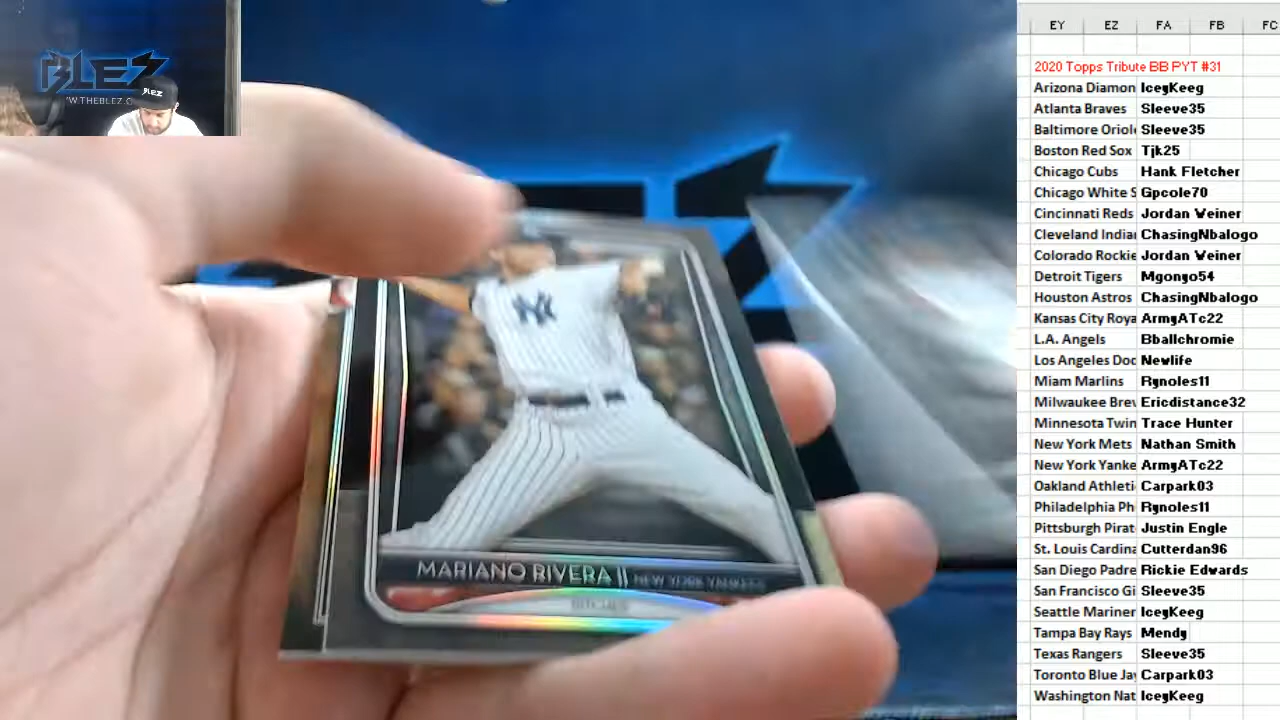 BLEZ
W.THEBLEZ.C
BLEZ
NY
MARIANO RIVERA || NEW YORK YANKEES
PITCHER
EY EZ FA FB FC
2020 Topps Tribute BB PYT #31
Arizona Diamon IceyKeeg
Atlanta Braves Sleeve35
Baltimore Oriol Sleeve35
Boston Red Sox Tjk25
Chicago Cubs Hank Fletcher
Chicago White S Gpcole70
Cincinnati Reds Jordan Weiner
Cleveland India ChasingNbalogo
Colorado Rockie Jordan Weiner
Detroit Tigers Mgonyo54
Houston Astros ChasingNbalogo
Kansas City Roya ArmyATc22
L.A. Angels Bballchromie
Los Angeles Doc Newlife
Miam Marlins Rynoles11
Milwaukee Brev Ericdistance32
Minnesota Twin Trace Hunter
New York Mets Nathan Smith
New York Yanke ArmyATc22
Oakland Athleti Carpark03
Philadelphia Ph Rynoles11
Pittsburgh Pirat Justin Engle
St. Louis Cardina Cutterdan96
San Diego Padre Rickie Edwards
San Francisco Gi Sleeve35
Seattle Mariner IceyKeeg
Tampa Bay Rays Mendy
Texas Rangers Sleeve35
Toronto Blue Jay Carpark03
Washington Nat IceyKeeg